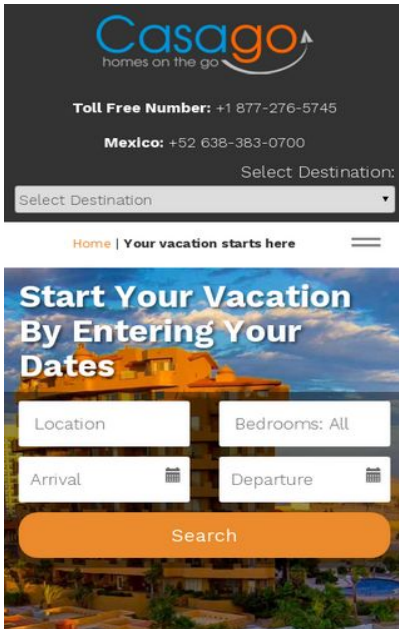 Casago
homes on the go
Toll Free Number: +1 877-276-5745
Mexico: +52 638-383-0700
Select Destination:
Select Destination
Home | Your vacation starts here
Start Your Vacation
By Entering Your
Dates
Location
Bedrooms: All
Arrival
Departure
Search